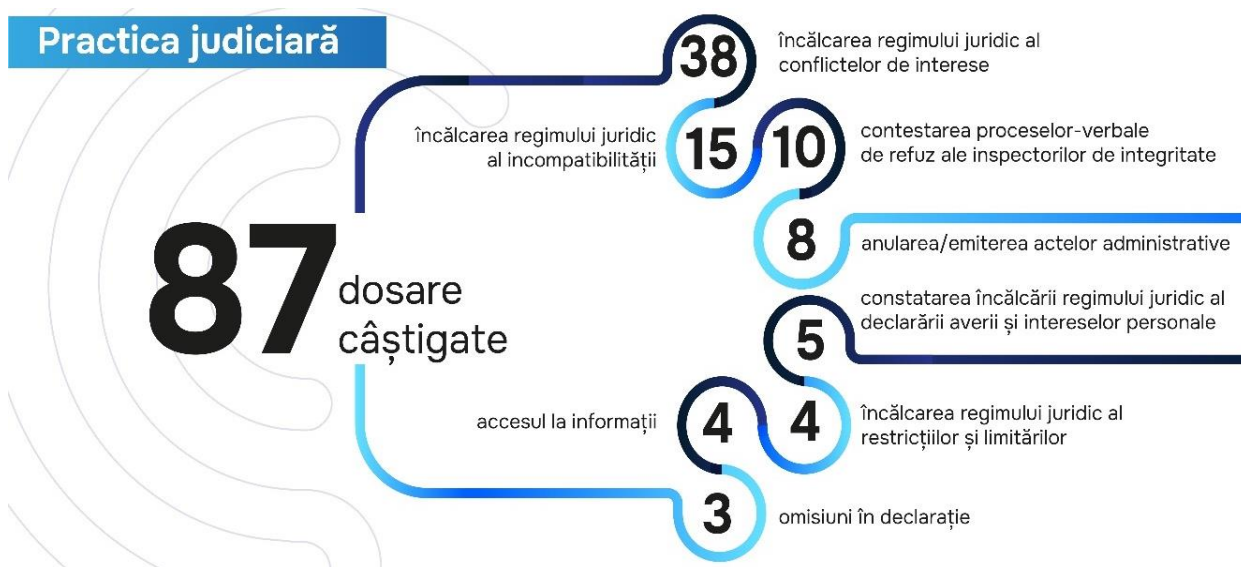 Practica judiciară
87
dosare
câștigate
38
încălcarea regimului juridic al
conflictelor de interese
încălcarea regimului juridic
al incompatibilității
15
10
contestarea proceselor-verbale
de refuz ale inspectorilor de integritate
8
anularea/emiterea actelor administrative
constatarea încălcării regimului juridic al
declarării averii și intereselor personale
5
accesul la informații
4
4
încălcarea regimului juridic al
restricțiilor și limitărilor
3
omisiuni în declarație